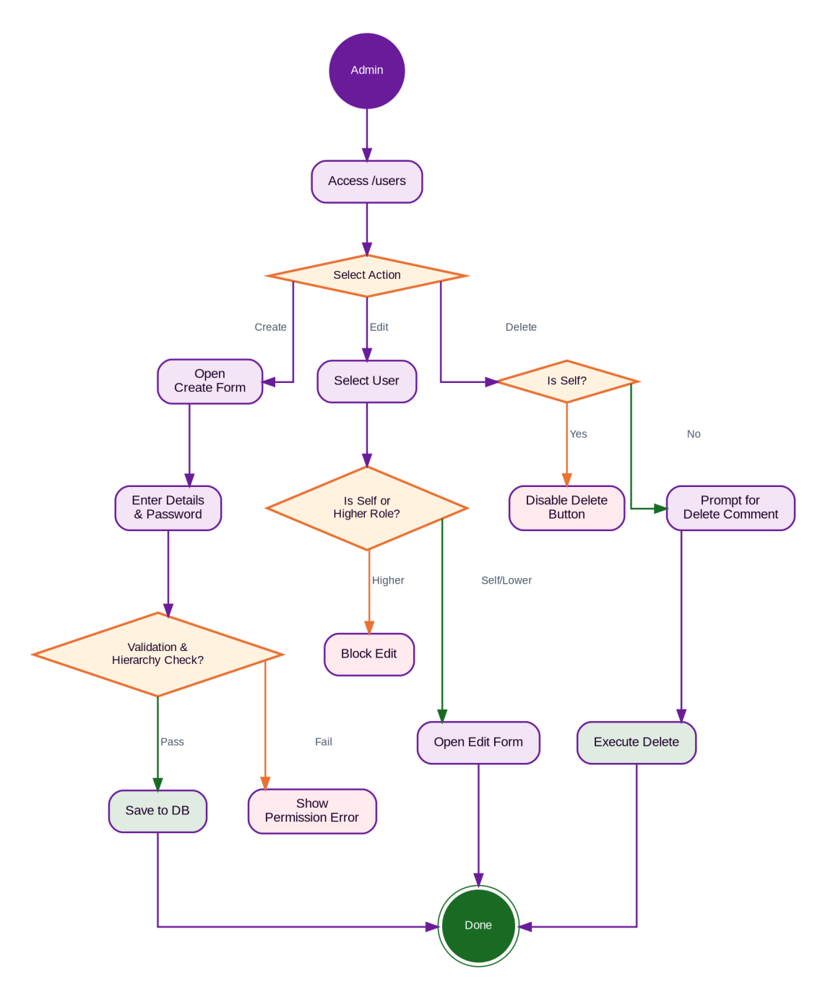 Admin
Access /users
Select Action
Create
Edit
Delete
Open
Create Form
Select User
Is Self?
Yes
No
Enter Details
& Password
Is Self or
Higher Role?
Disable Delete
Button
Prompt for
Delete Comment
Higher
Self/Lower
Validation &
Hierarchy Check?
Block Edit
Pass
Fail
Open Edit Form
Execute Delete
Save to DB
Show
Permission Error
Done